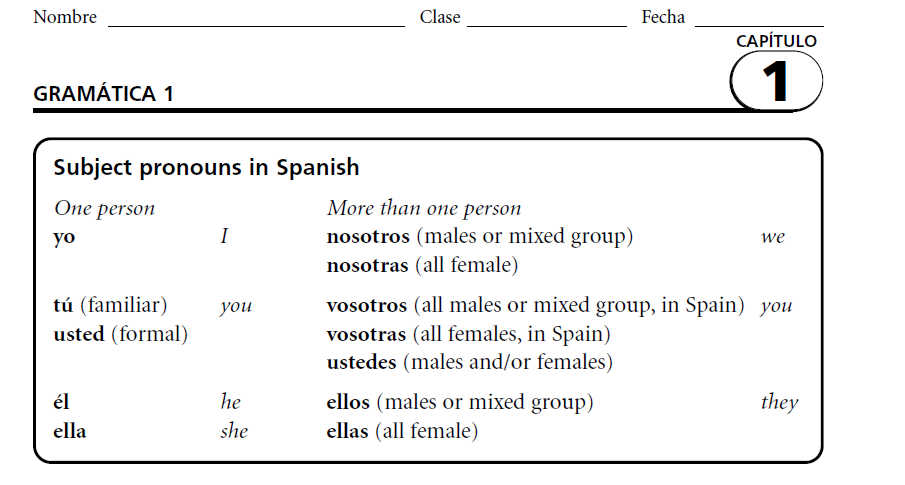 Nombre Clase Fecha
CAPÍTULO
1
GRAMÁTICA 1
Subject pronouns in Spanish
One person More than one person
yo I nosotros (males or mixed group) we
nosotras (all female)
tú (familiar) you vosotros (all males or mixed group, in Spain) you
usted (formal) vosotras (all females, in Spain)
ustedes (males and/or females)
él he ellos (males or mixed group) they
ella she ellas (all female)